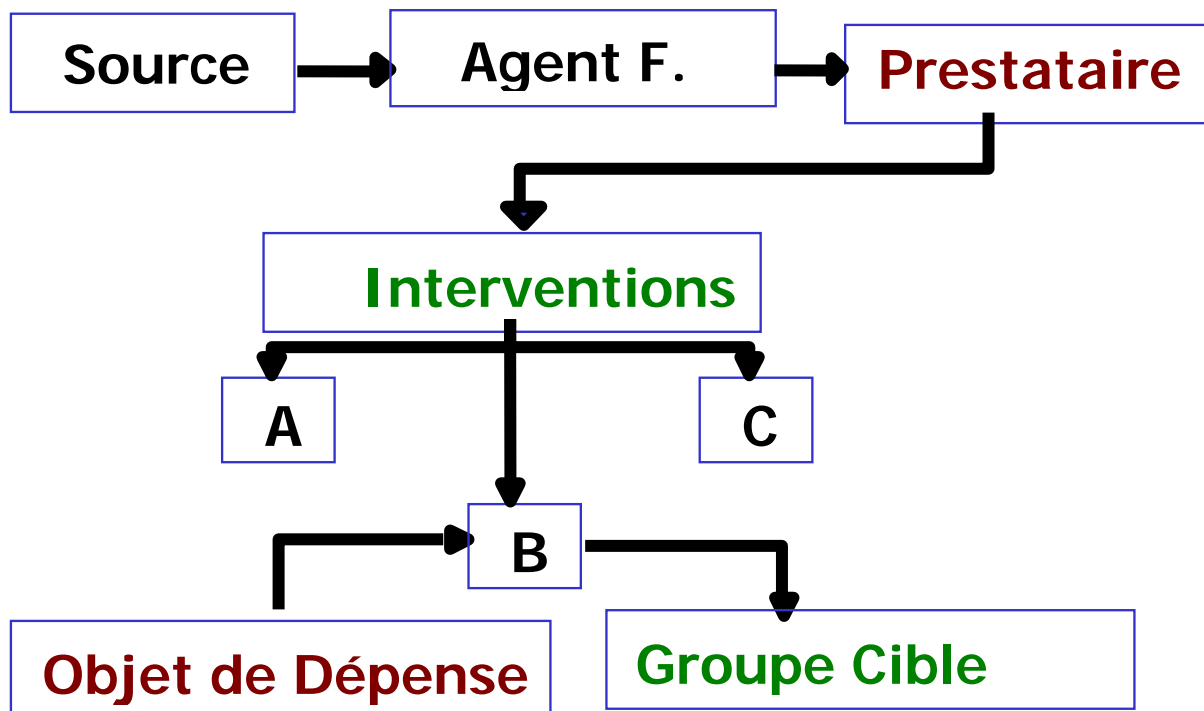 Source
Agent F.
Prestataire
Interventions
A
C
B
Objet de Dépense
Groupe Cible